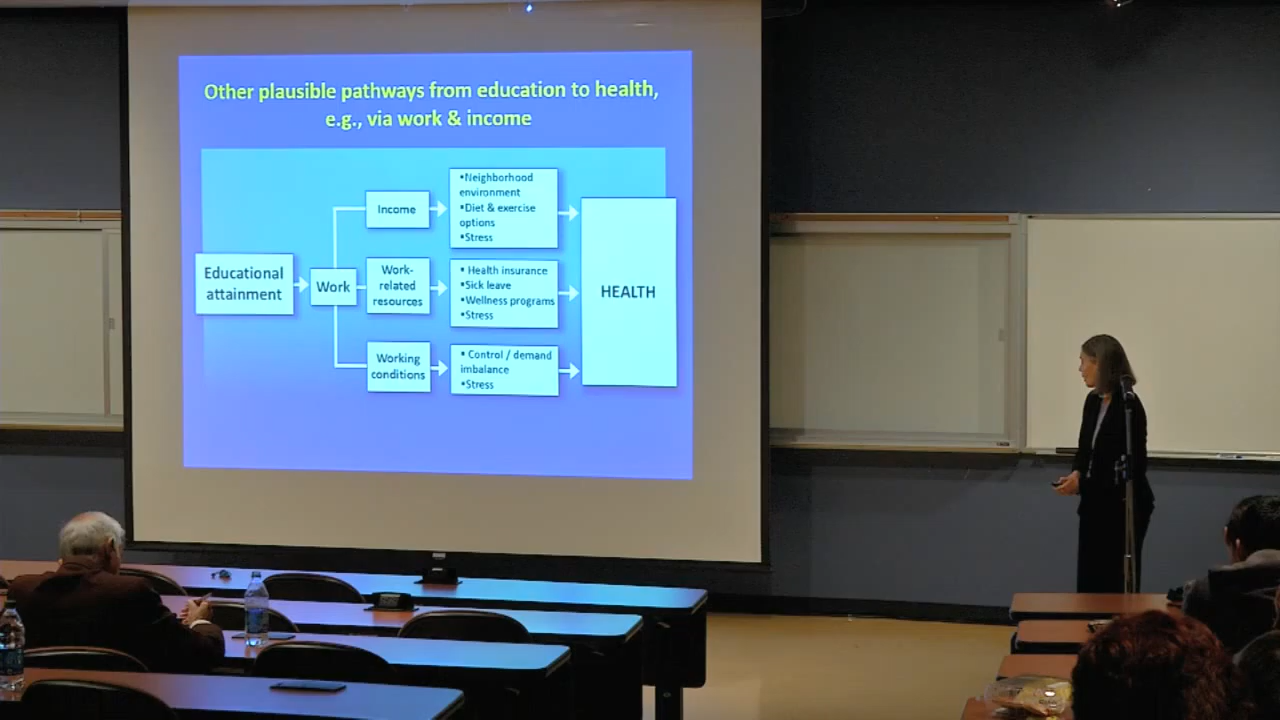 Other plausible pathways from education to health,
e.g., via work & income
Educational
attainment
Work
Income
Work-
related
resources
Working
conditions
▪Neighborhood
environment
▪Diet & exercise
options
▪Stress
▪ Health insurance
▪Sick leave
▪Wellness programs
▪Stress
▪ Control / demand
imbalance
▪Stress
HEALTH